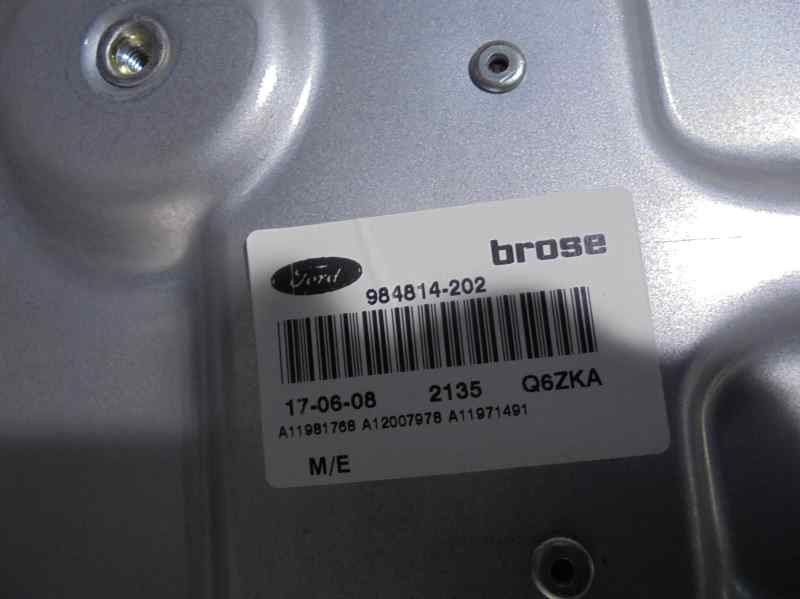 brose
Ford
984814-202
17-06-08 2135 Q6ZKA
A11981768 A12007978 A11971491
M/E